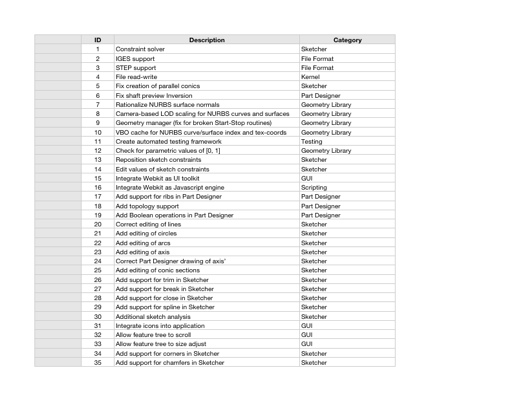 ID Description Category
1 Constraint solver Sketcher
2 IGES support File Format
3 STEP support File Format
4 File read-write Kernel
5 Fix creation of parallel conics Sketcher
6 Fix shaft preview Inversion Part Designer
7 Rationalize NURBS surface normals Geometry Library
8 Camera-based LOD scaling for NURBS curves and surfaces Geometry Library
9 Geometry manager (fix for broken Start-Stop routines) Geometry Library
10 VBO cache for NURBS curve/surface index and tex-coords Geometry Library
11 Create automated testing framework Testing
12 Check for parametric values of [0, 1] Geometry Library
13 Reposition sketch constraints Sketcher
14 Edit values of sketch constraints Sketcher
15 Integrate Webkit as UI toolkit GUI
16 Integrate Webkit as Javascript engine Scripting
17 Add support for ribs in Part Designer Part Designer
18 Add topology support Part Designer
19 Add Boolean operations in Part Designer Part Designer
20 Correct editing of lines Sketcher
21 Add editing of circles Sketcher
22 Add editing of arcs Sketcher
23 Add editing of axis Sketcher
24 Correct Part Designer drawing of axis' Sketcher
25 Add editing of conic sections Sketcher
26 Add support for trim in Sketcher Sketcher
27 Add support for break in Sketcher Sketcher
28 Add support for close in Sketcher Sketcher
29 Add support for spline in Sketcher Sketcher
30 Additional sketch analysis Sketcher
31 Integrate icons into application GUI
32 Allow feature tree to scroll GUI
33 Allow feature tree to size adjust GUI
34 Add support for corners in Sketcher Sketcher
35 Add support for chamfers in Sketcher Sketcher